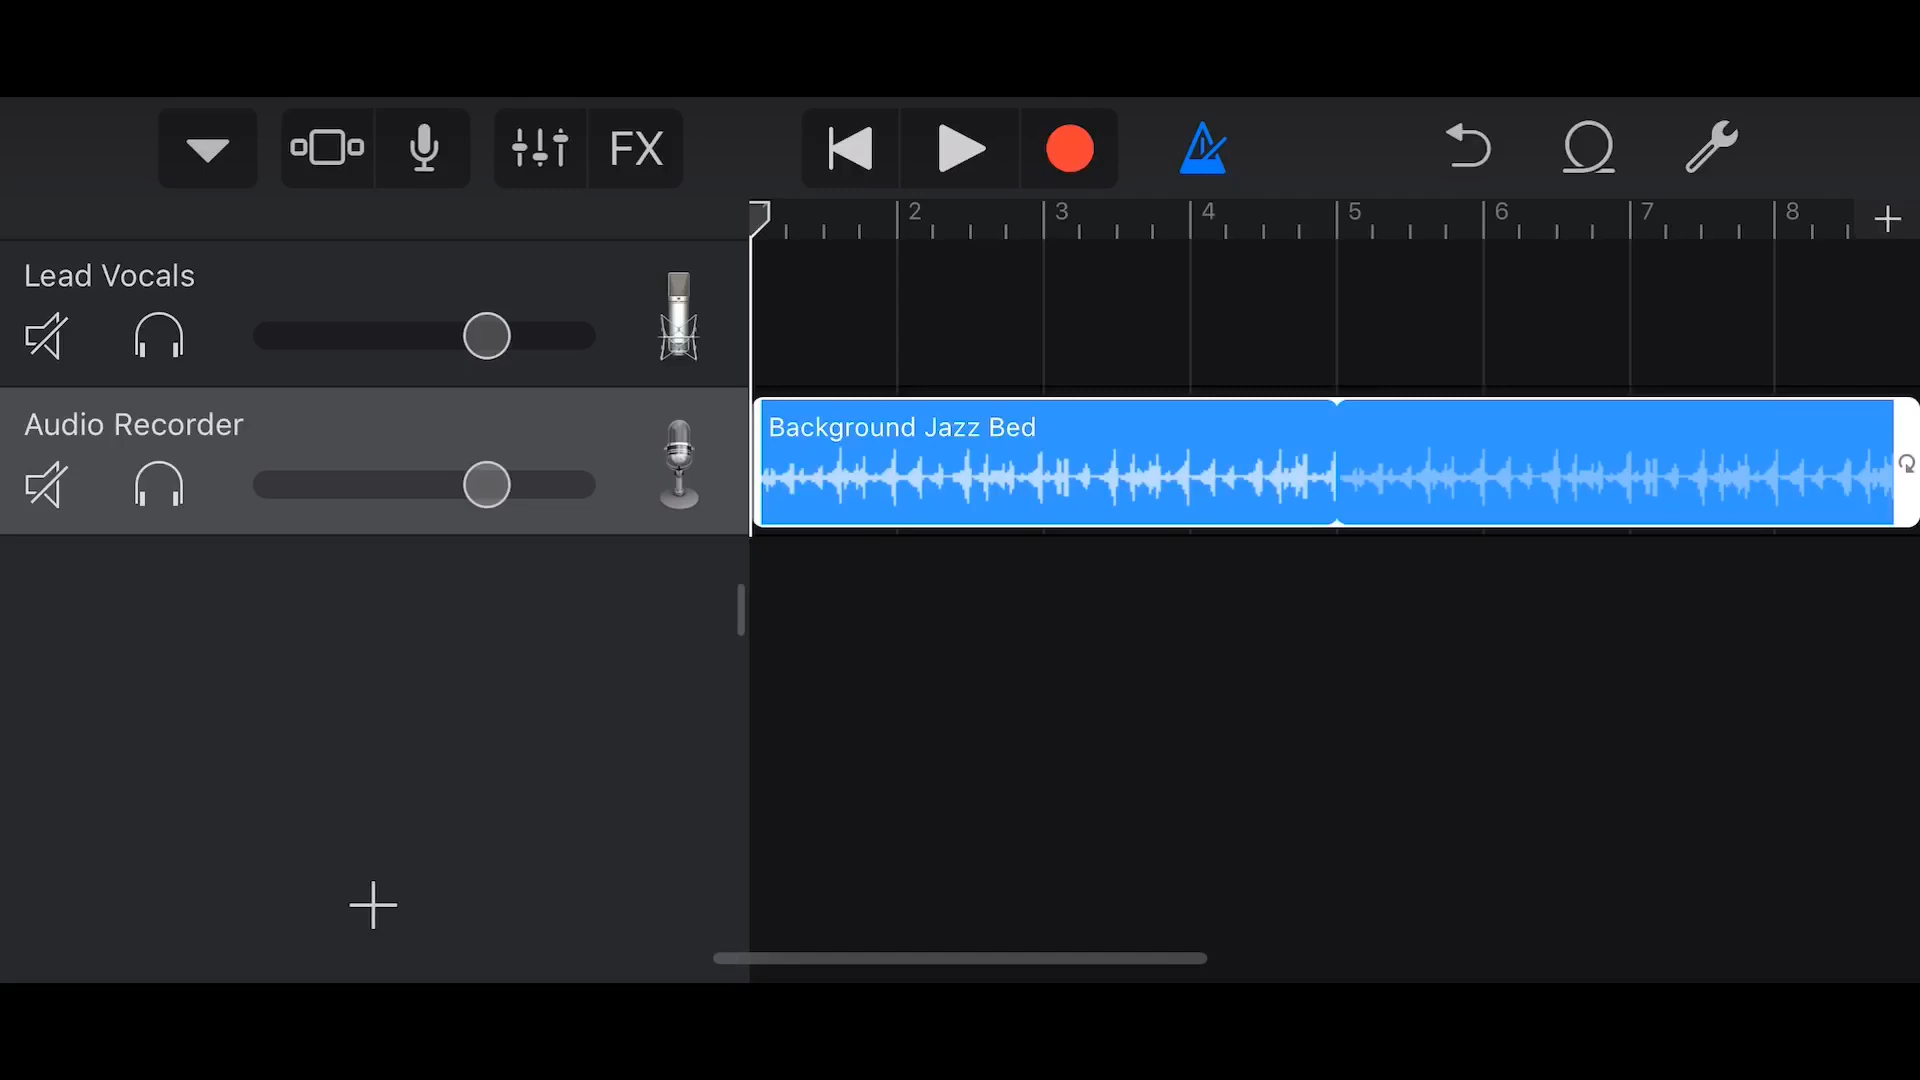 FX
2 3 4 5 6 7 8
Lead Vocals
Audio Recorder
Background Jazz Bed